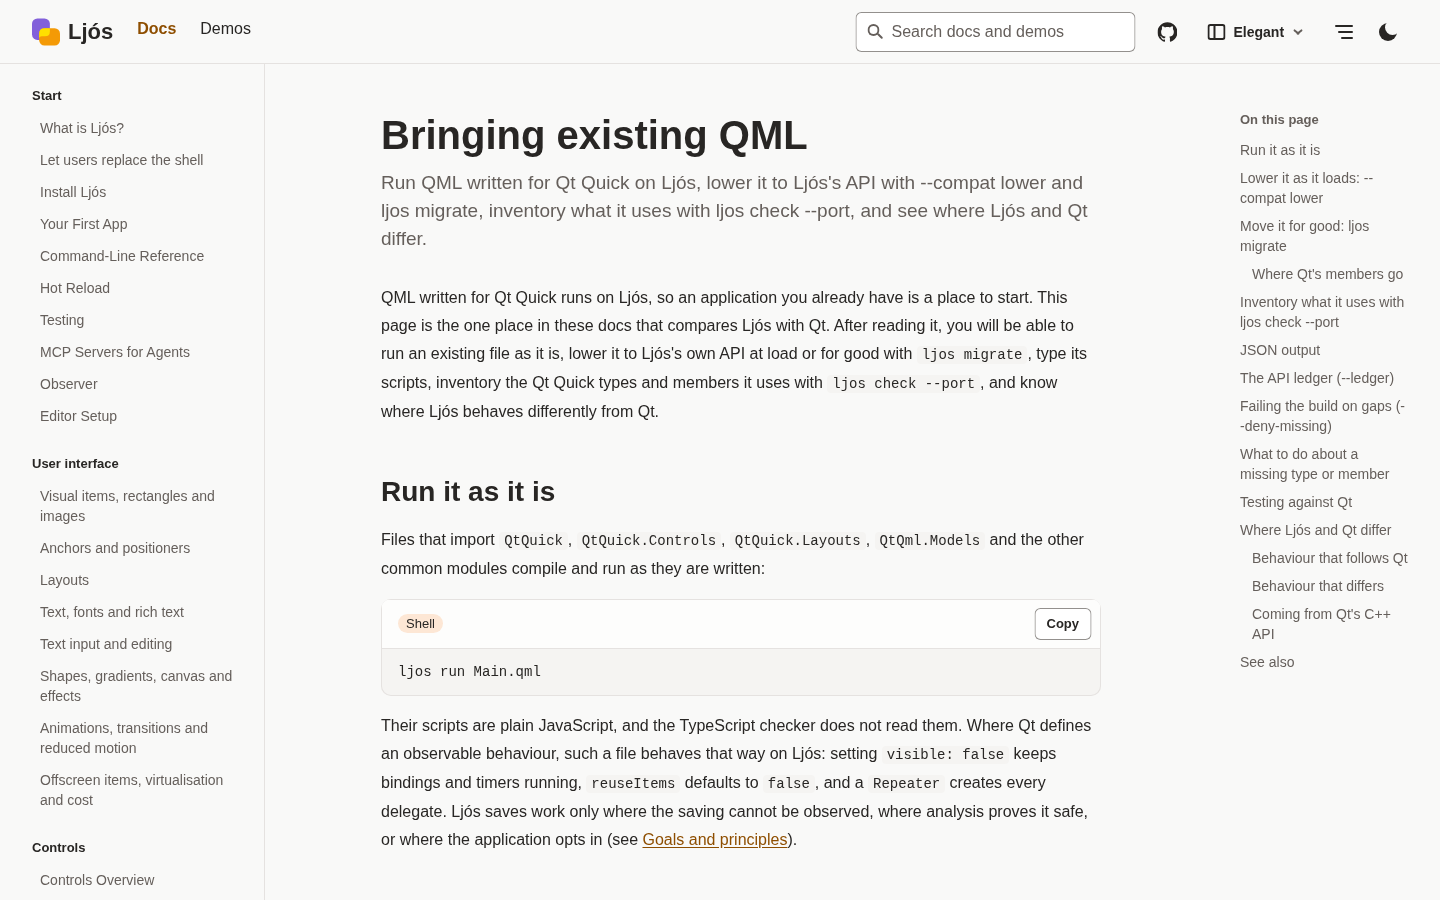 Ljós
Docs
Demos
Search docs and demos
Elegant
Start
What is Ljós?
Let users replace the shell
Install Ljós
Your First App
Command-Line Reference
Hot Reload
Testing
MCP Servers for Agents
Observer
Editor Setup
User interface
Visual items, rectangles and
images
Anchors and positioners
Layouts
Text, fonts and rich text
Text input and editing
Shapes, gradients, canvas and
effects
Animations, transitions and
reduced motion
Offscreen items, virtualisation
and cost
Controls
Controls Overview
Bringing existing QML
Run QML written for Qt Quick on Ljós, lower it to Ljós's API with --compat lower and
ljos migrate, inventory what it uses with ljos check --port, and see where Ljós and Qt
differ.
QML written for Qt Quick runs on Ljós, so an application you already have is a place to start. This
page is the one place in these docs that compares Ljós with Qt. After reading it, you will be able to
run an existing file as it is, lower it to Ljós's own API at load or for good with ljos migrate, type its
scripts, inventory the Qt Quick types and members it uses with ljos check --port, and know
where Ljós behaves differently from Qt.
Run it as it is
Files that import QtQuick, QtQuick.Controls, QtQuick.Layouts, QtQml.Models and the other
common modules compile and run as they are written:
Shell
Copy
ljos run Main.qml
Their scripts are plain JavaScript, and the TypeScript checker does not read them. Where Qt defines
an observable behaviour, such a file behaves that way on Ljós: setting visible: false keeps
bindings and timers running, reuseItems defaults to false, and a Repeater creates every
delegate. Ljós saves work only where the saving cannot be observed, where analysis proves it safe,
or where the application opts in (see Goals and principles).
On this page
Run it as it is
Lower it as it loads: --
compat lower
Move it for good: ljos
migrate
Where Qt's members go
Inventory what it uses with
ljos check --port
JSON output
The API ledger (--ledger)
Failing the build on gaps (-
-deny-missing)
What to do about a
missing type or member
Testing against Qt
Where Ljós and Qt differ
Behaviour that follows Qt
Behaviour that differs
Coming from Qt's C++
API
See also